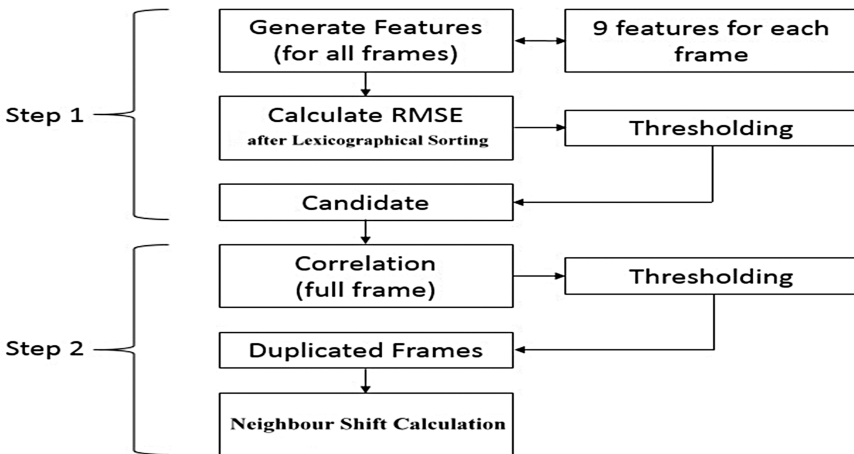 Step 1
Generate Features
(for all frames)
9 features for each
frame
Calculate RMSE
after Lexicographical Sorting
Thresholding
Candidate
Step 2
Correlation
(full frame)
Thresholding
Duplicated Frames
Neighbour Shift Calculation